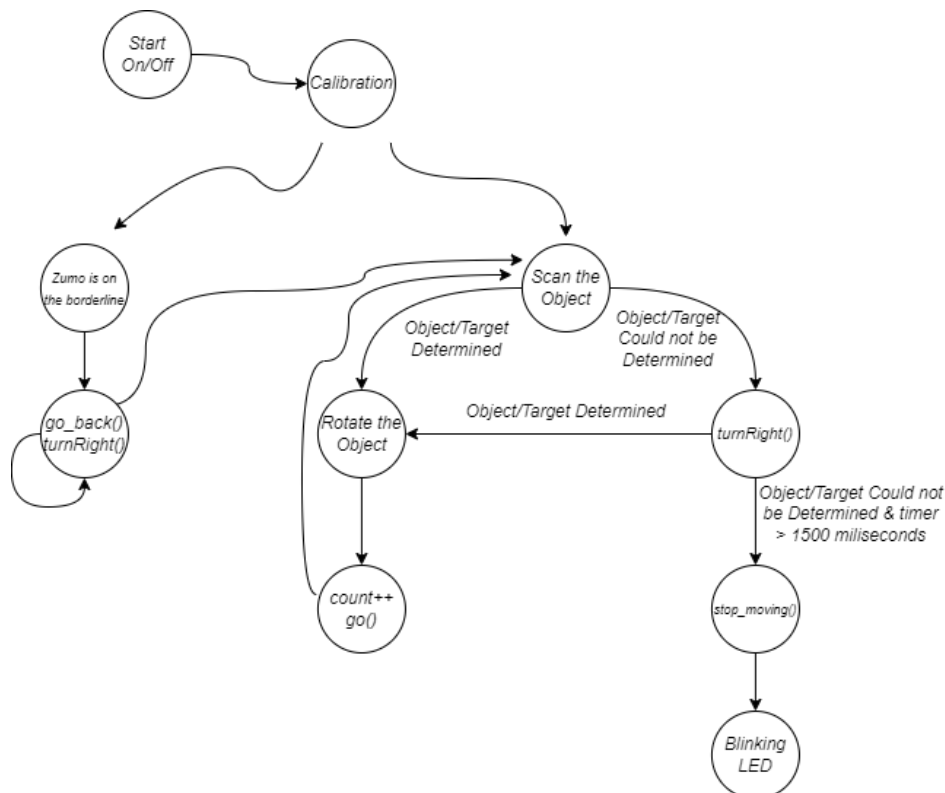 Start
On/Off
Calibration
Zumo is on
the borderline
Scan the
Object
Object/Target
Determined
Object/Target
Could not be
Determined
go_back()
turnRight()
Rotate the
Object
Object/Target Determined
turnRight()
Object/Target Could not
be Determined & timer
> 1500 miliseconds
count++
go()
stop_moving()
Blinking
LED